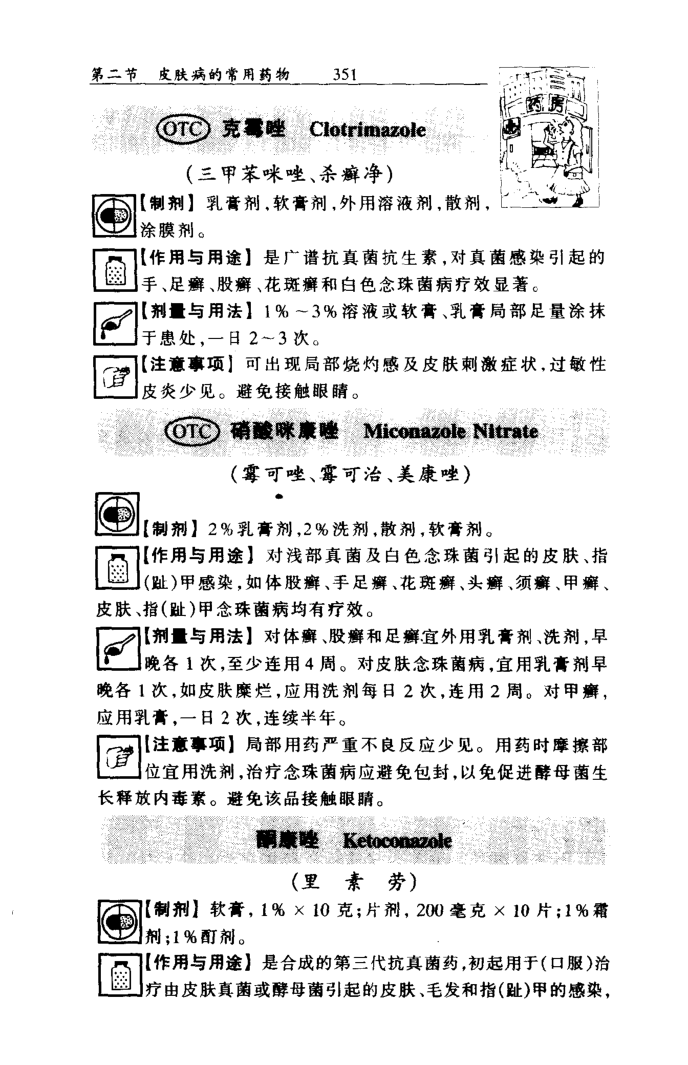 第二节 皮肤病的常用药物 351
药房
OTC 克霉唑 Clotrimazole
(三甲苯咪唑、杀癣净)
【制剂】乳膏剂,软膏剂,外用溶液剂,散剂,
涂膜剂。
【作用与用途】是广谱抗真菌抗生素,对真菌感染引起的
手、足癣、股癣、花斑癣和白色念珠菌病疗效显著。
【剂量与用法】1%~3%溶液或软膏、乳膏局部足量涂抹
于患处,一日2~3次。
【注意事项】可出现局部烧灼感及皮肤刺激症状,过敏性
皮炎少见。避免接触眼睛。
OTC 硝酸咪康唑 Miconazole Nitrate
(霉可唑、霉可治、美康唑)
【制剂】2%乳膏剂,2%洗剂,散剂,软膏剂。
【作用与用途】对浅部真菌及白色念珠菌引起的皮肤、指
(趾)甲感染,如体股癣、手足癣、花斑癣、头癣、须癣、甲癣、
皮肤、指(趾)甲念珠菌病均有疗效。
【剂量与用法】对体癣、股癣和足癣宜外用乳膏剂、洗剂,早
晚各1次,至少连用4周。对皮肤念珠菌病,宜用乳膏剂早
晚各1次,如皮肤糜烂,应用洗剂每日2次,连用2周。对甲癣,
应用乳膏,一日2次,连续半年。
【注意事项】局部用药严重不良反应少见。用药时摩擦部
位宜用洗剂,治疗念珠菌病应避免包封,以免促进酵母菌生
长释放内毒素。避免该品接触眼睛。
酮康唑 Ketoconazole
(里素劳)
【制剂】软膏,1%×10克;片剂,200毫克×10片;1%霜
剂;1%酊剂。
【作用与用途】是合成的第三代抗真菌药,初起用于(口服)治
疗由皮肤真菌或酵母菌引起的皮肤、毛发和指(趾)甲的感染,